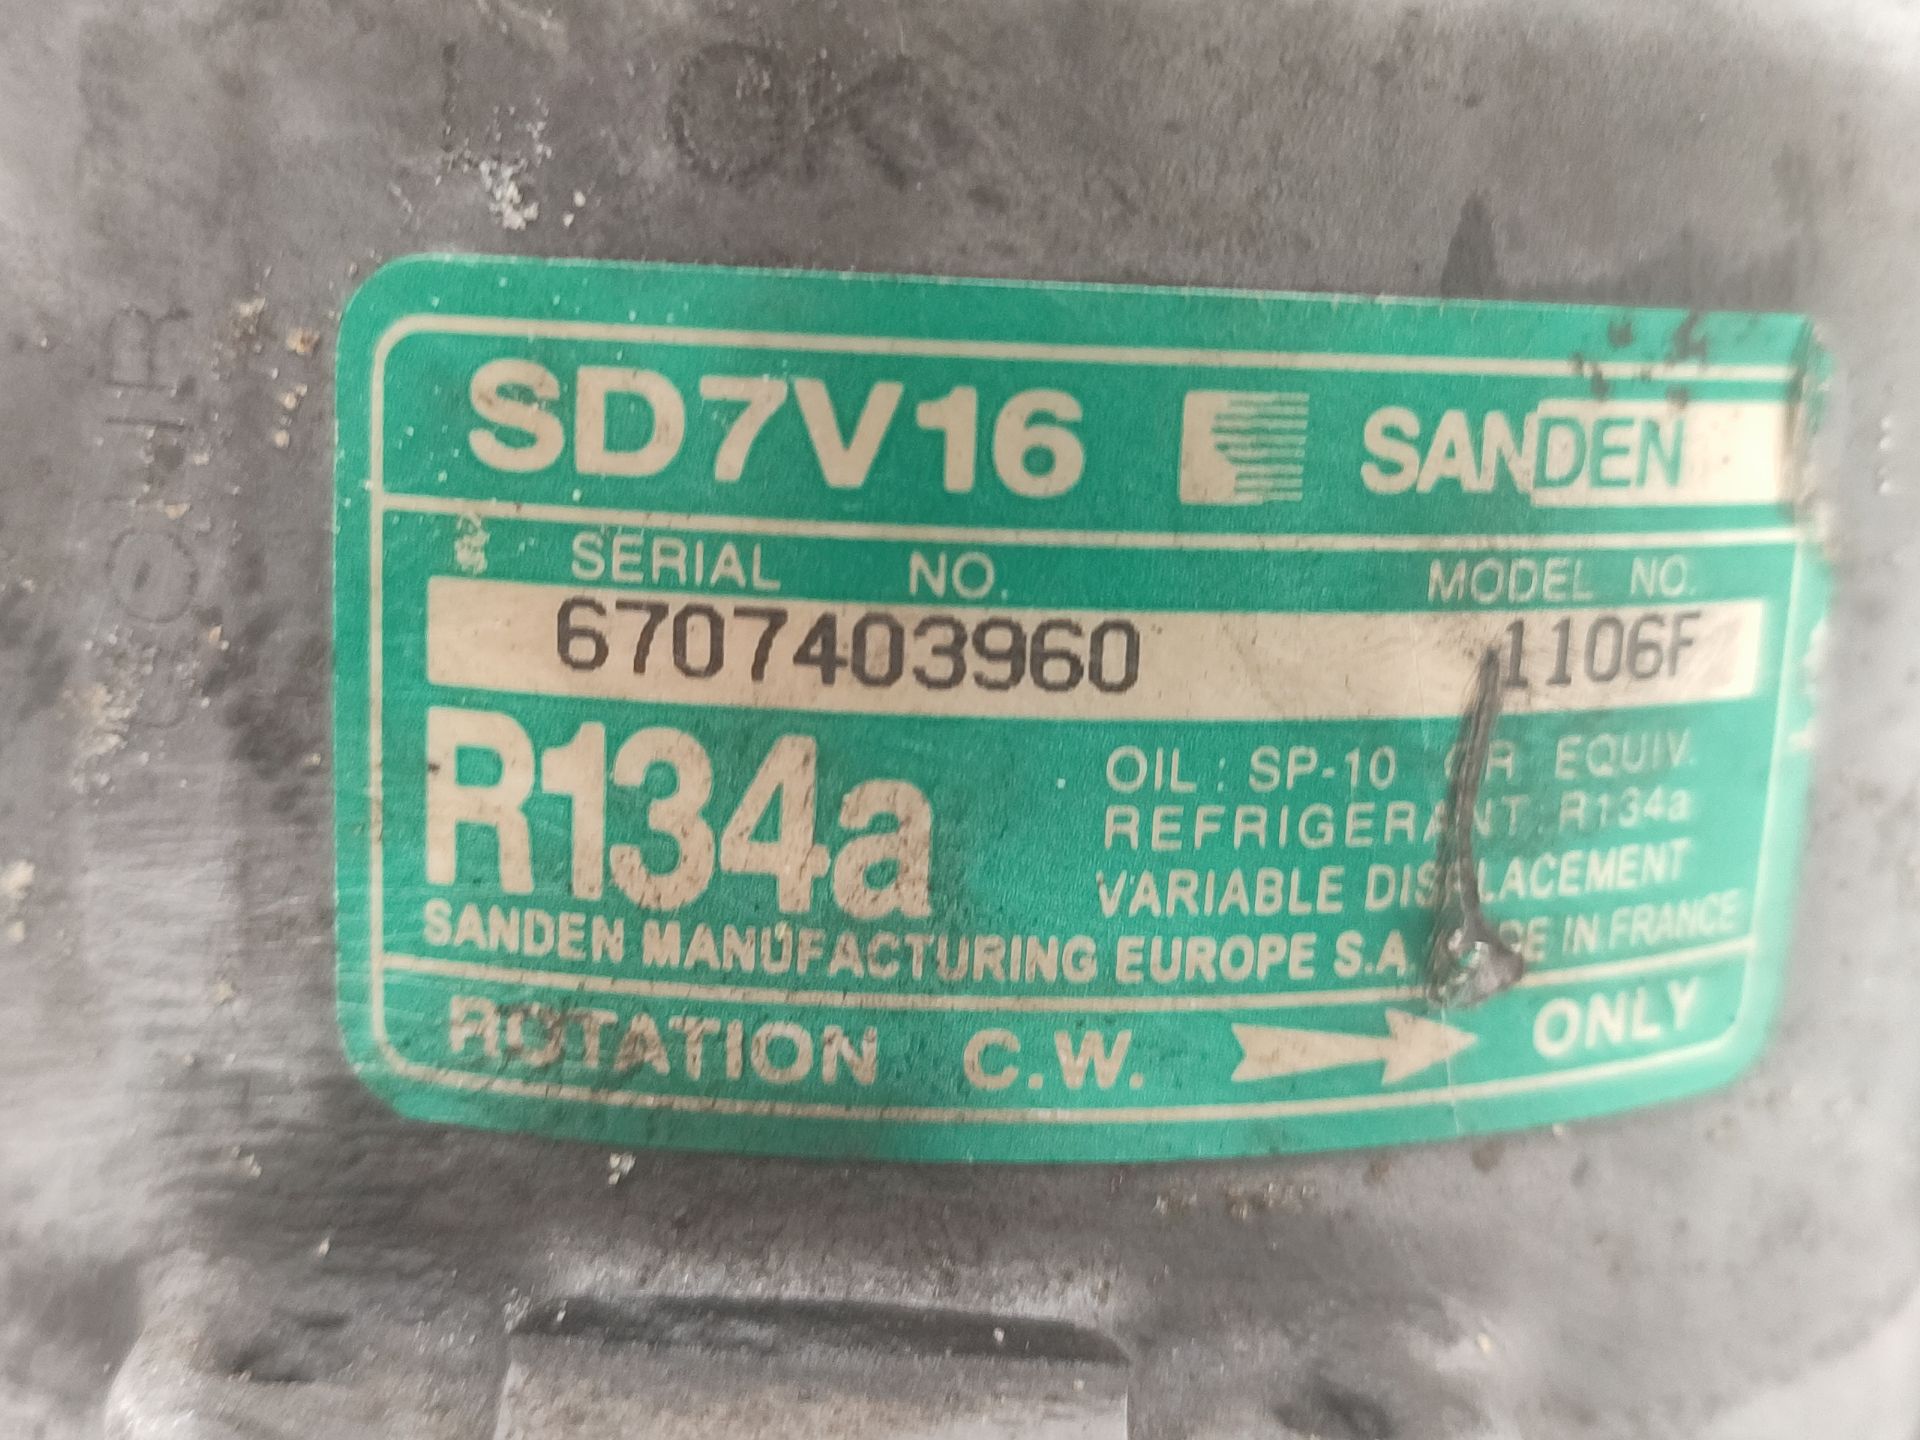 OK
SD7V16 SANDEN
SERIAL NO. MODEL NO.
6707403960 1106F
R134a
OIL : SP-10 OR EQUIV.
REFRIGERANT : R134a
VARIABLE DISPLACEMENT
SANDEN MANUFACTURING EUROPE S.A. MADE IN FRANCE
ROTATION C.W. ONLY